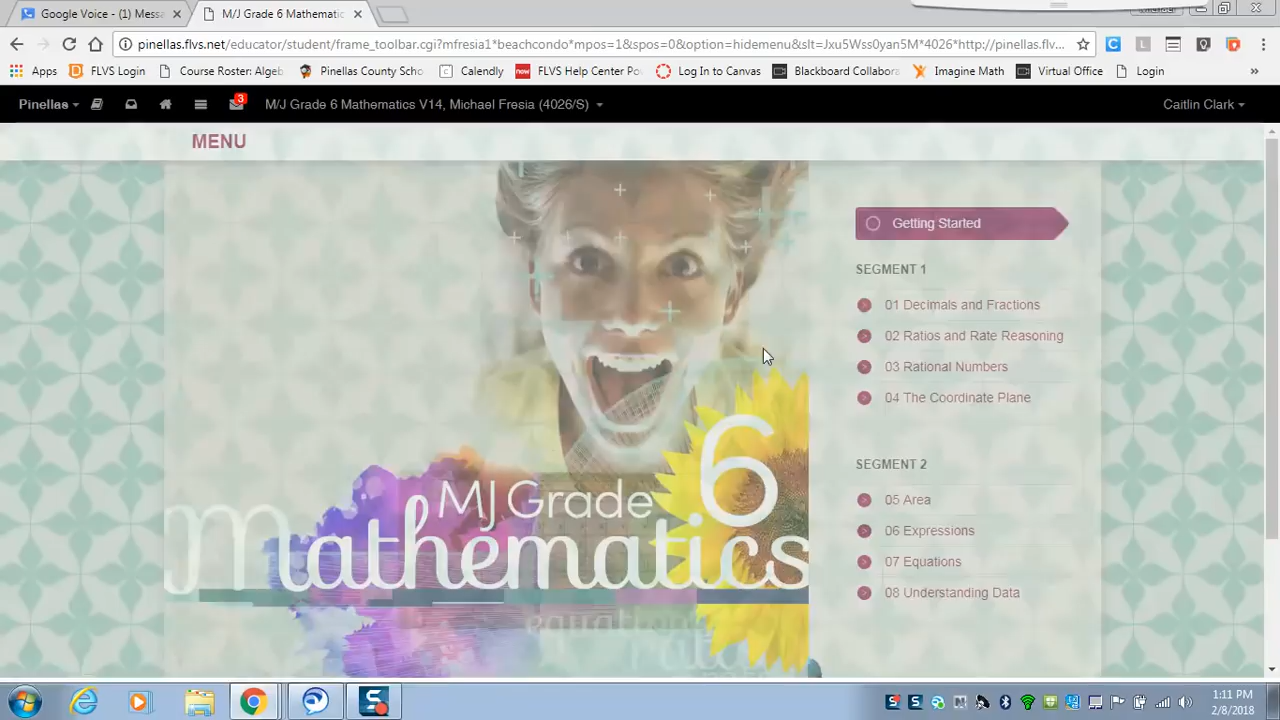 Google Voice - (1) Messa
M/J Grade 6 Mathematic
pinellas.flvs.net/educator/student/frame_toolbar.cgi?mfresia1*eearagondo*mpos=1&spos=0&option=hidemenu&slt=Jxu5Wss0yan5M*4026*http://pinellas.flv...
Apps
FLVS Login
Course Roster: Algeb
Pinellas County Scho
Calendly
FLVS Help Center Po
Log In to Canvas
Blackboard Collabora
Imagine Math
Virtual Office
Login
Pinellas
3
M/J Grade 6 Mathematics V14, Michael Fresia (4026/S)
Caitlin Clark
MENU
Getting Started
SEGMENT 1
01 Decimals and Fractions
02 Ratios and Rate Reasoning
03 Rational Numbers
04 The Coordinate Plane
SEGMENT 2
05 Area
06 Expressions
07 Equations
08 Understanding Data
MJ Grade 6
mathematics
1:11 PM
2/8/2018